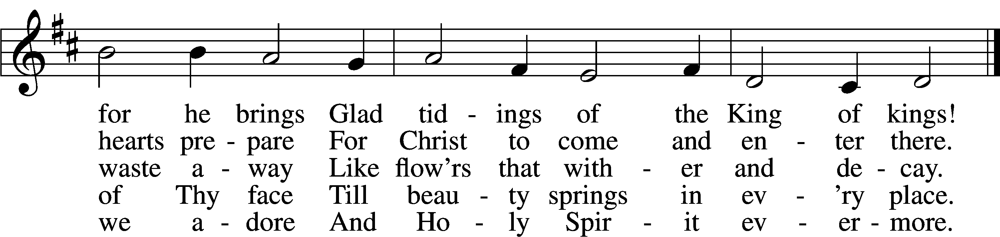 for he brings Glad tid - ings of the King of kings!
hearts pre - pare For Christ to come and en - ter there.
waste a - way Like flow'rs that with - er and de - cay.
of Thy face Till beau - ty springs in ev - 'ry place.
we a - dore And Ho - ly Spir - it ev - er - more.